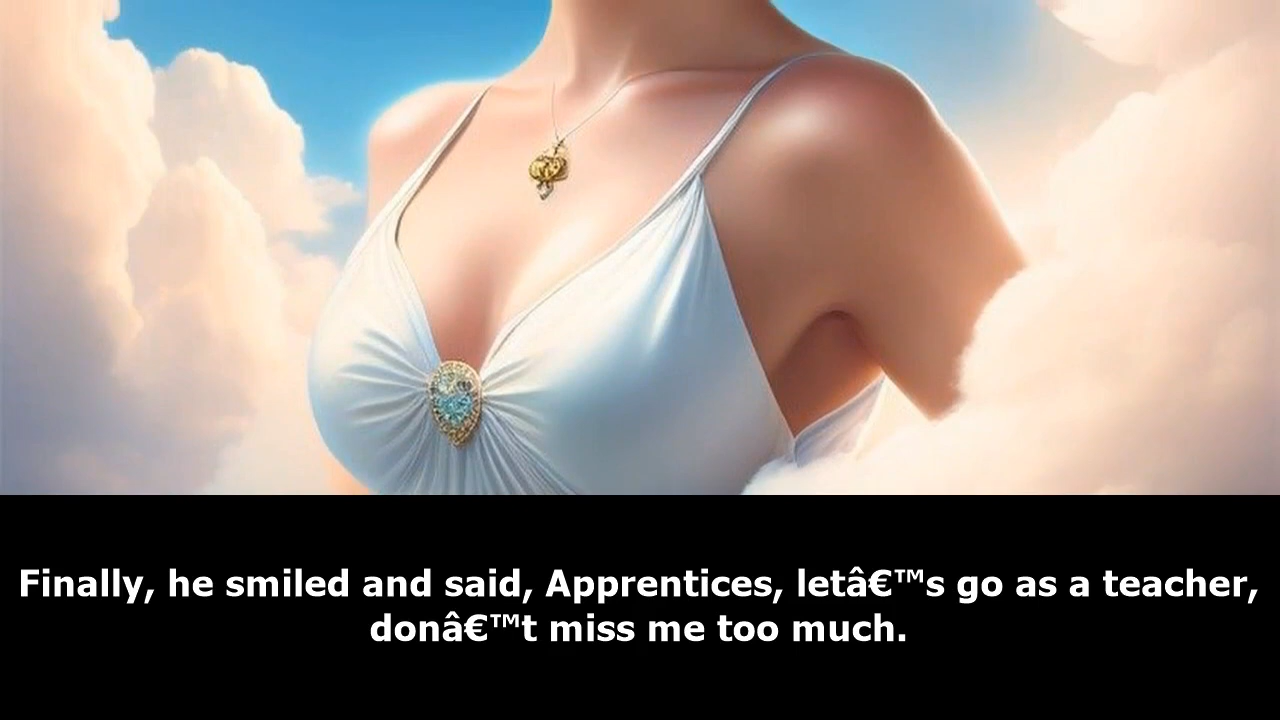 Finally, he smiled and said, Apprentices, letâ€™s go as a teacher,
donâ€™t miss me too much.